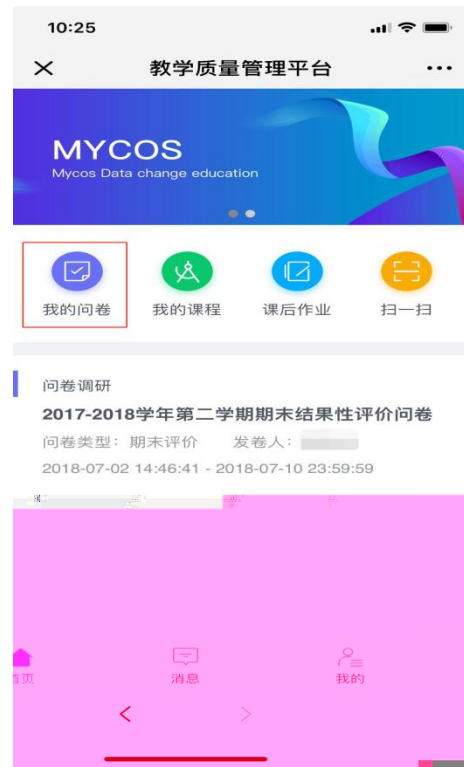 10:25
教学质量管理平台
MYCOS
Mycos Data change education
我的问卷 我的课程 课后作业 扫一扫
问卷调研
2017-2018学年第二学期期末结果性评价问卷
问卷类型：期末评价 发卷人：
2018-07-02 14:46:41 - 2018-07-10 23:59:59
首页 消息 我的